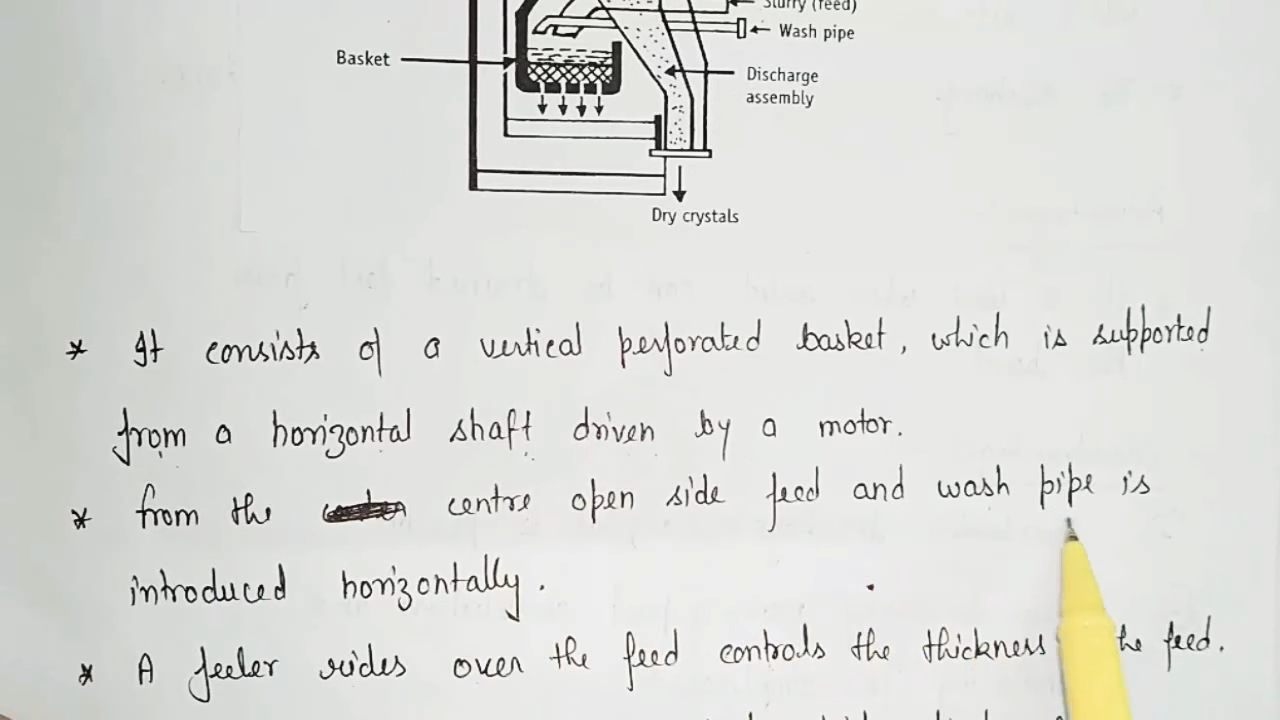 Slurry (feed)
Wash pipe
Basket
Discharge
assembly
Dry crystals
* It consists of a vertical perforated basket, which is supported
from a horizontal shaft driven by a motor.
* from the centre open side feed and wash pipe is
introduced horizontally.
* A feeler rides over the feed controls the thickness the feed.